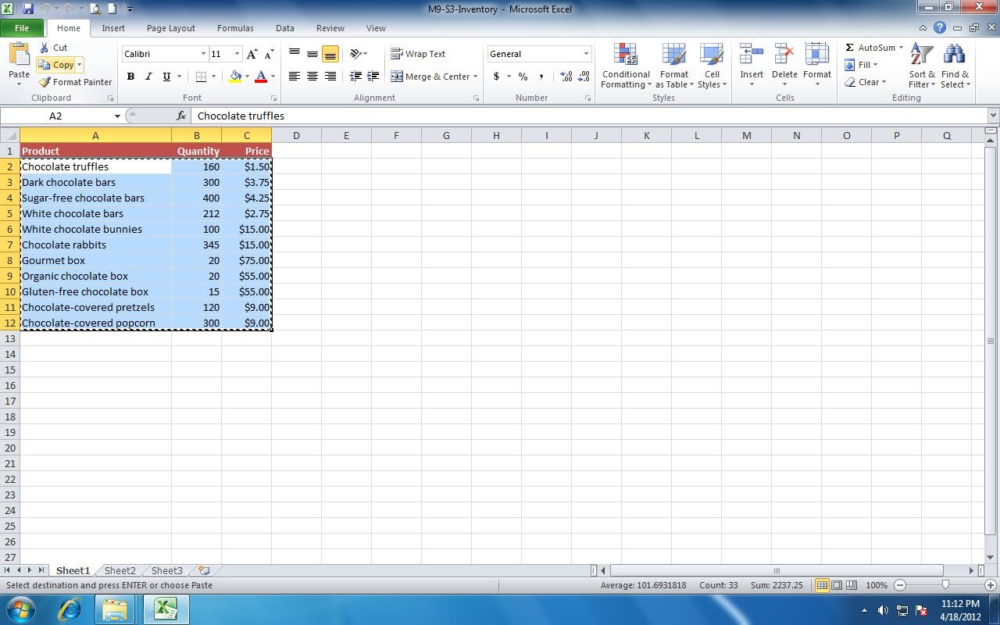 M9-S3-Inventory - Microsoft Excel
File Home Insert Page Layout Formulas Data Review View
Paste Cut Copy Format Painter Clipboard
Calibri 11 B I U Font
Wrap Text Merge & Center Alignment
General $ % , .00 .0 Number
Conditional Formatting Format as Table Cell Styles Styles
Insert Delete Format Cells
Σ AutoSum Fill Clear Sort & Filter Find & Select Editing
A2 fx Chocolate truffles
A B C D E F G H I J K L M N O P Q
1 Product Quantity Price
2 Chocolate truffles 160 $1.50
3 Dark chocolate bars 300 $3.75
4 Sugar-free chocolate bars 400 $4.25
5 White chocolate bars 212 $2.75
6 White chocolate bunnies 100 $15.00
7 Chocolate rabbits 345 $15.00
8 Gourmet box 20 $75.00
9 Organic chocolate box 20 $55.00
10 Gluten-free chocolate box 15 $55.00
11 Chocolate-covered pretzels 120 $9.00
12 Chocolate-covered popcorn 300 $9.00
13
14
15
16
17
18
19
20
21
22
23
24
25
26
27
Sheet1 Sheet2 Sheet3
Select destination and press ENTER or choose Paste Average: 101.6931818 Count: 33 Sum: 2237.25 100%
11:12 PM
4/18/2012